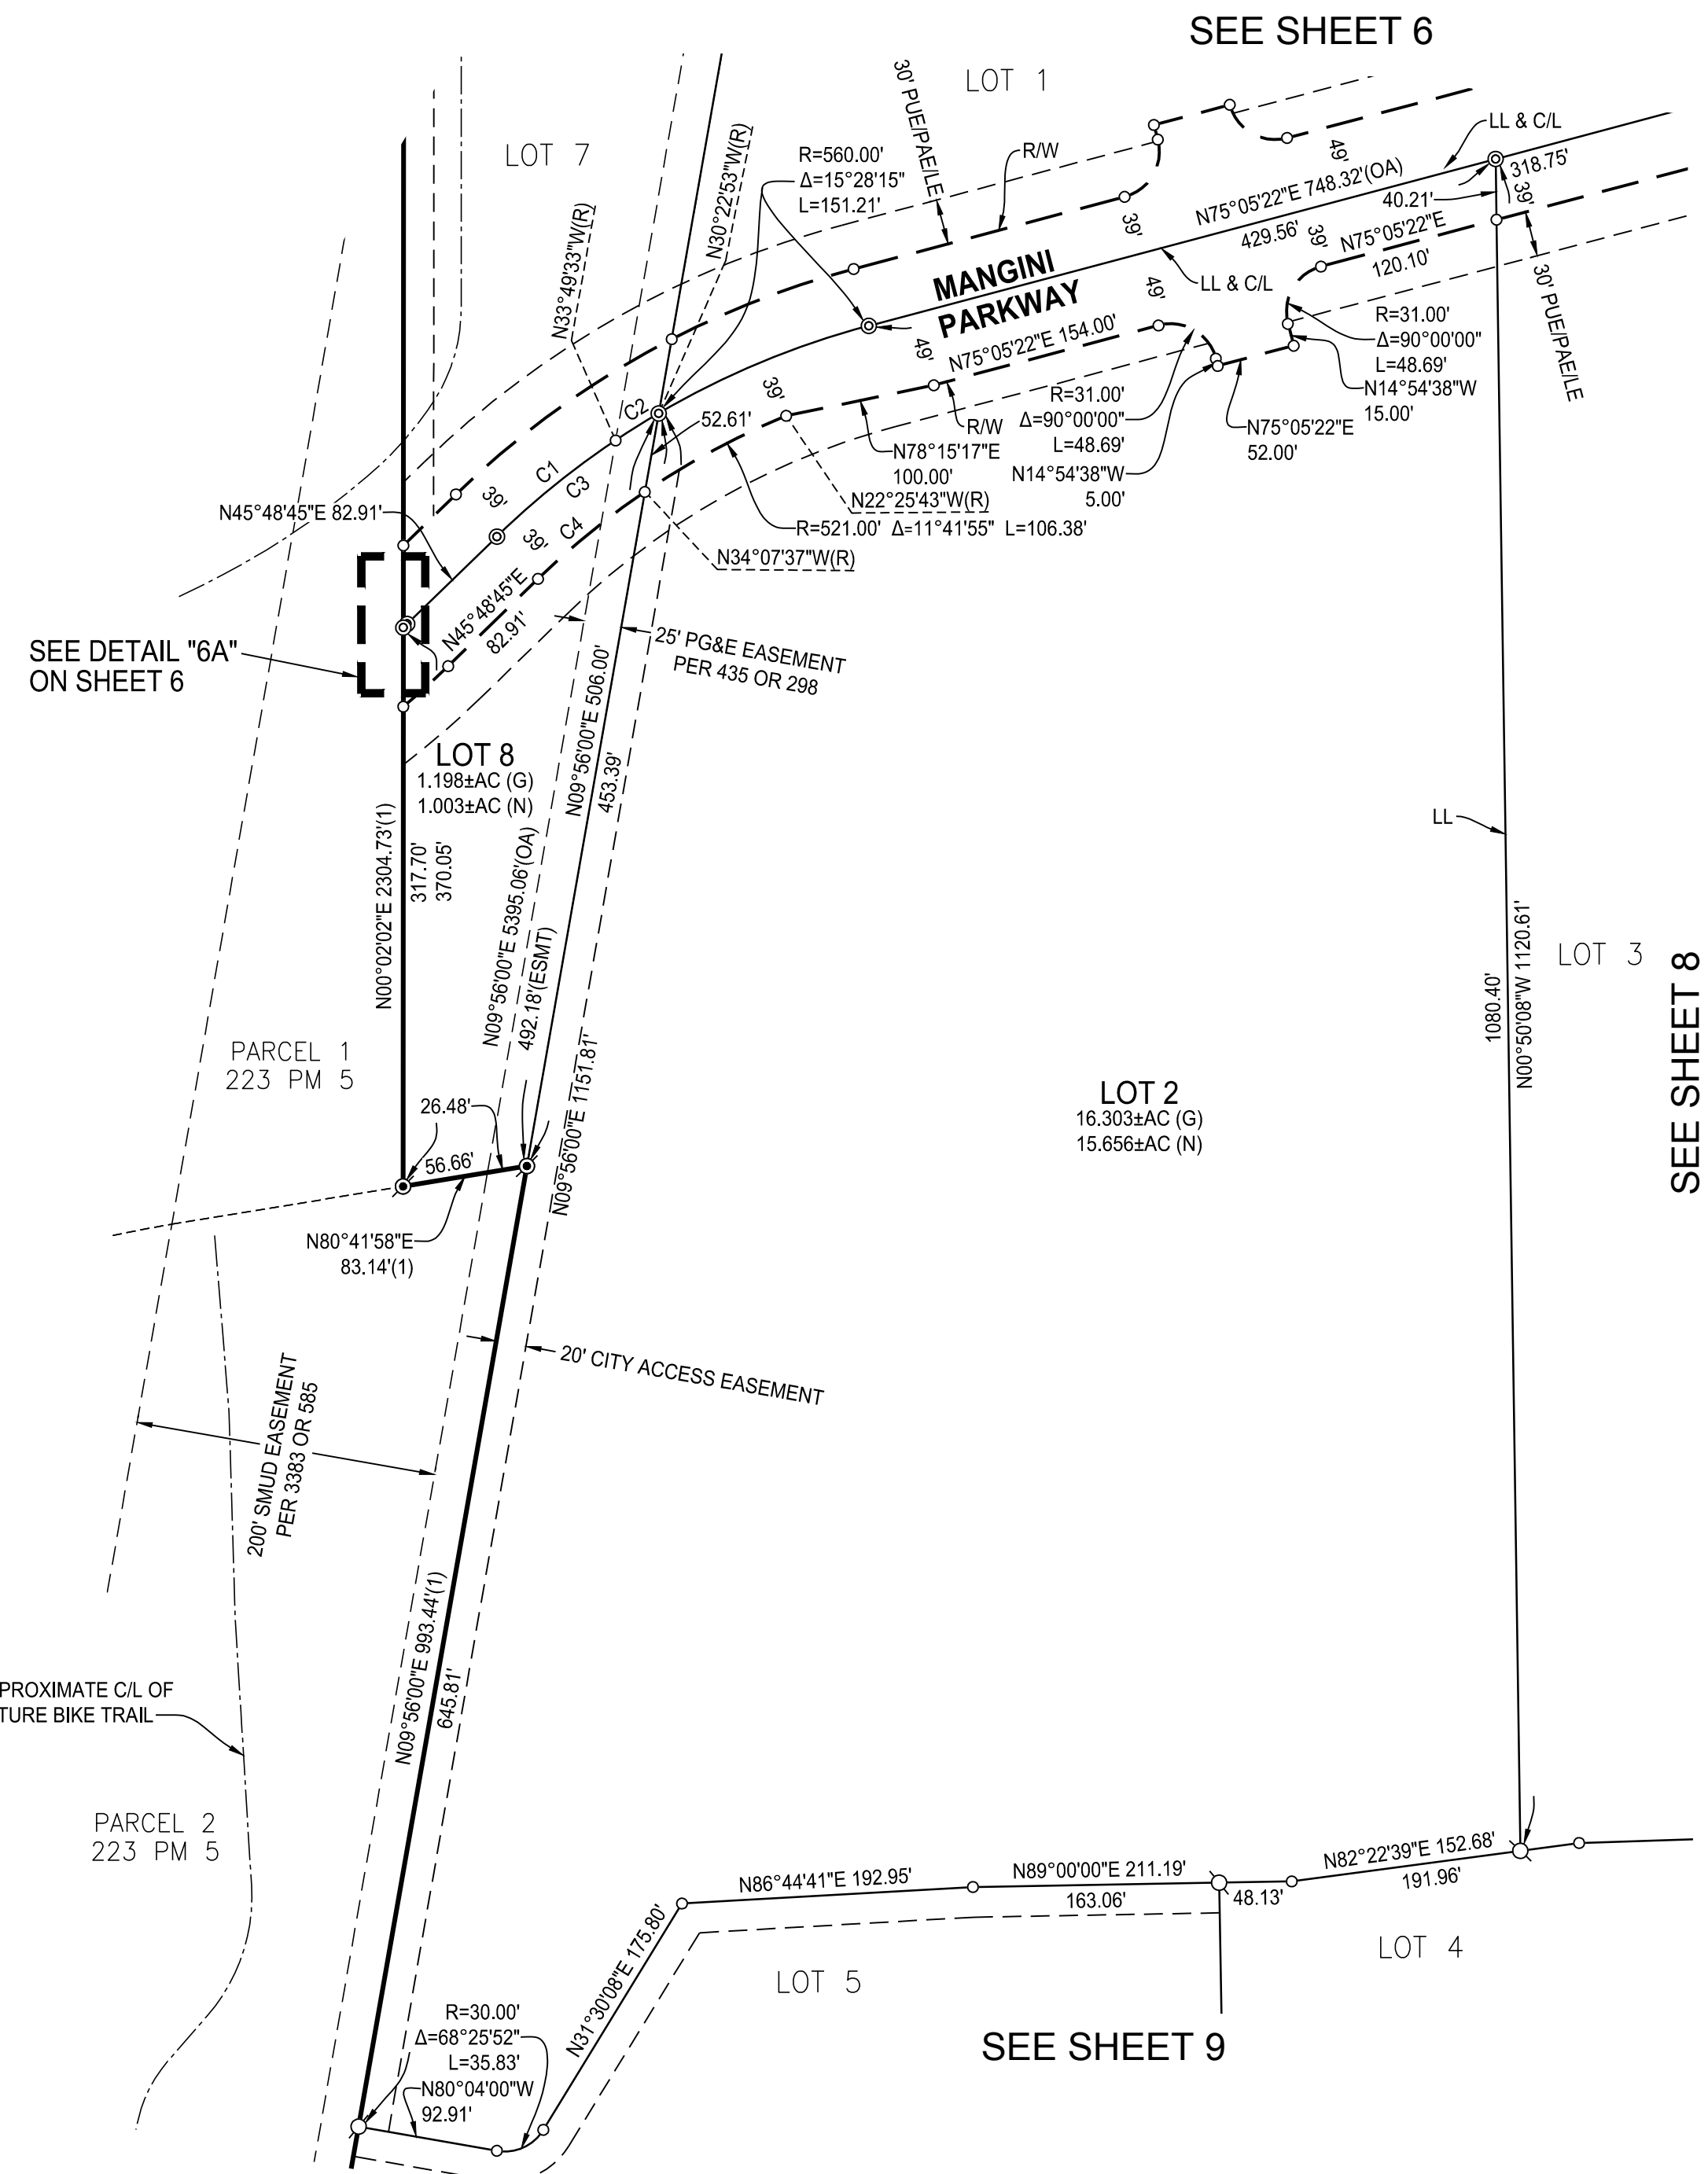 SEE SHEET 6
LOT 1
30' PUE/PAE/LE
LOT 7
R/W
LL & C/L
R=560.00'
Δ=15°28'15"
L=151.21'
N30°22'53"W(R)
N33°49'33"W(R)
49'
318.75'
N75°05'22"E 748.32'(OA)
40.21'
39'
39'
429.56'
39'
N75°05'22"E
120.10'
LL & C/L
30' PUE/PAE/LE
MANGINI
PARKWAY
49'
49'
N75°05'22"E 154.00'
R=31.00'
Δ=90°00'00"
L=48.69'
N14°54'38"W
15.00'
R=31.00'
Δ=90°00'00"
L=48.69'
N14°54'38"W
5.00'
N75°05'22"E
52.00'
39'
C2
52.61'
R/W
N78°15'17"E
100.00'
N22°25'43"W(R)
R=521.00' Δ=11°41'55" L=106.38'
N34°07'37"W(R)
C1
C3
39'
39'
C4
N45°48'45"E 82.91'
N45°48'45"E
82.91'
SEE DETAIL "6A"
ON SHEET 6
25' PG&E EASEMENT
PER 435 OR 298
LOT 8
1.198±AC (G)
1.003±AC (N)
N09°56'00"E 506.00'
453.39'
N00°02'02"E 2304.73'(1)
317.70'
370.05'
N09°56'00"E 5395.06'(OA)
492.18'(ESMT)
N09°56'00"E 1151.81'
LL
LOT 3
SEE SHEET 8
1080.40'
N00°50'08"W 1120.61'
PARCEL 1
223 PM 5
LOT 2
16.303±AC (G)
15.656±AC (N)
26.48'
56.66'
N80°41'58"E
83.14'(1)
20' CITY ACCESS EASEMENT
200' SMUD EASEMENT
PER 3383 OR 585
N09°56'00"E 993.44'(1)
645.81'
PROXIMATE C/L OF
TURE BIKE TRAIL
PARCEL 2
223 PM 5
N86°44'41"E 192.95'
N89°00'00"E 211.19'
163.06'
48.13'
N82°22'39"E 152.68'
191.96'
N31°30'08"E 175.80'
LOT 5
LOT 4
SEE SHEET 9
R=30.00'
Δ=68°25'52"
L=35.83'
N80°04'00"W
92.91'